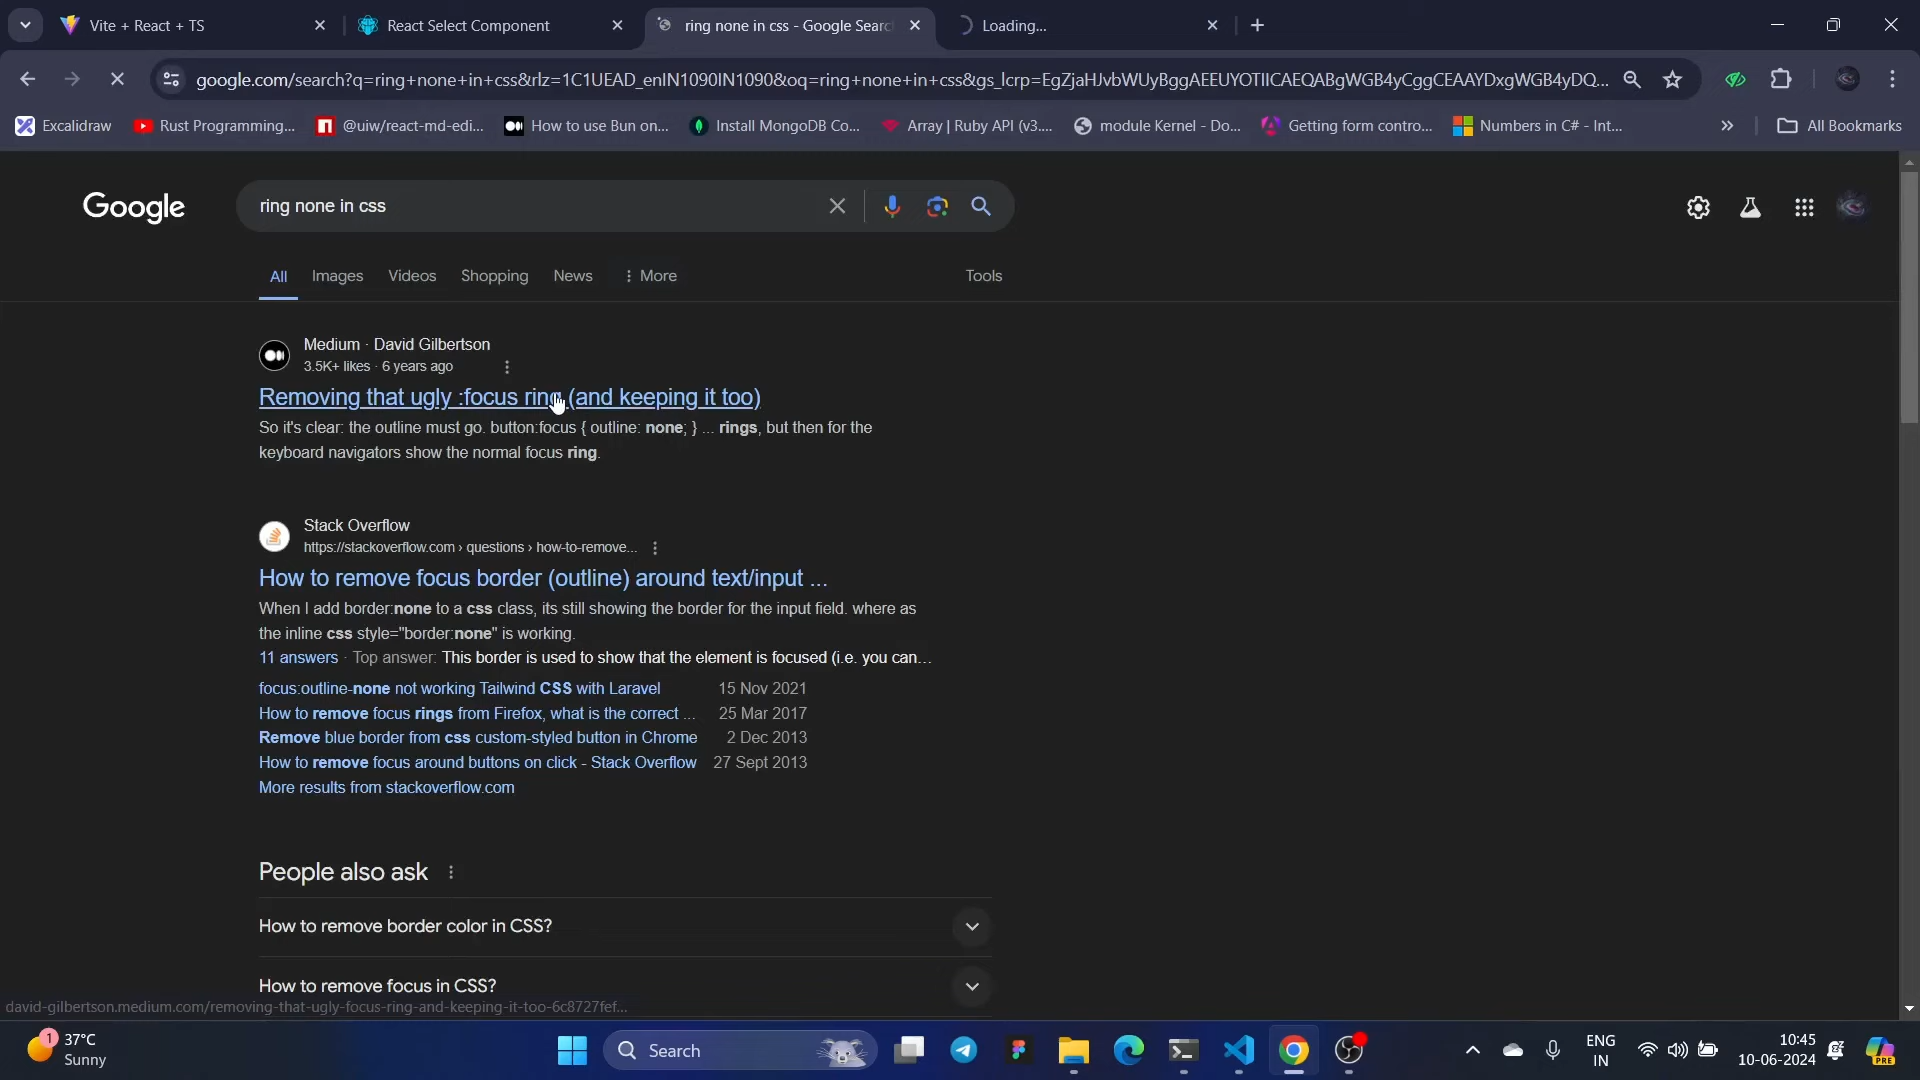 Vite + React + TS
React Select Component
ring none in css - Google Searc
Loading...
google.com/search?q=ring+none+in+css&rlz=1C1UEAD_enIN1090IN1090&oq=ring+none+in+css&gs_lcrp=EgZjaHJvbWUyBggAEEUYOTIICAEQABgWGB4yCggCEAAYDxgWGB4yDQ...
Excalidraw
Rust Programming...
@uiw/react-md-edi...
How to use Bun on...
Install MongoDB Co...
Array | Ruby API (v3....
module Kernel - Do...
Getting form contro...
Numbers in C# - Int...
All Bookmarks
Google
ring none in css
All
Images
Videos
Shopping
News
More
Tools
Medium · David Gilbertson
3.5K+ likes · 6 years ago
Removing that ugly :focus ring (and keeping it too)
So it's clear: the outline must go. button:focus { outline: none; } ... rings, but then for the
keyboard navigators show the normal focus ring.
Stack Overflow
https://stackoverflow.com › questions › how-to-remove...
How to remove focus border (outline) around text/input ...
When I add border:none to a css class, its still showing the border for the input field. where as
the inline css style="border:none" is working.
11 answers · Top answer: This border is used to show that the element is focused (i.e. you can...
focus:outline-none not working Tailwind CSS with Laravel 15 Nov 2021
How to remove focus rings from Firefox, what is the correct ... 25 Mar 2017
Remove blue border from css custom-styled button in Chrome 2 Dec 2013
How to remove focus around buttons on click - Stack Overflow 27 Sept 2013
More results from stackoverflow.com
People also ask
How to remove border color in CSS?
How to remove focus in CSS?
david-gilbertson.medium.com/removing-that-ugly-focus-ring-and-keeping-it-too-6c8727fef...
1
37°C
Sunny
Search
PRE
ENG
IN
10:45
10-06-2024